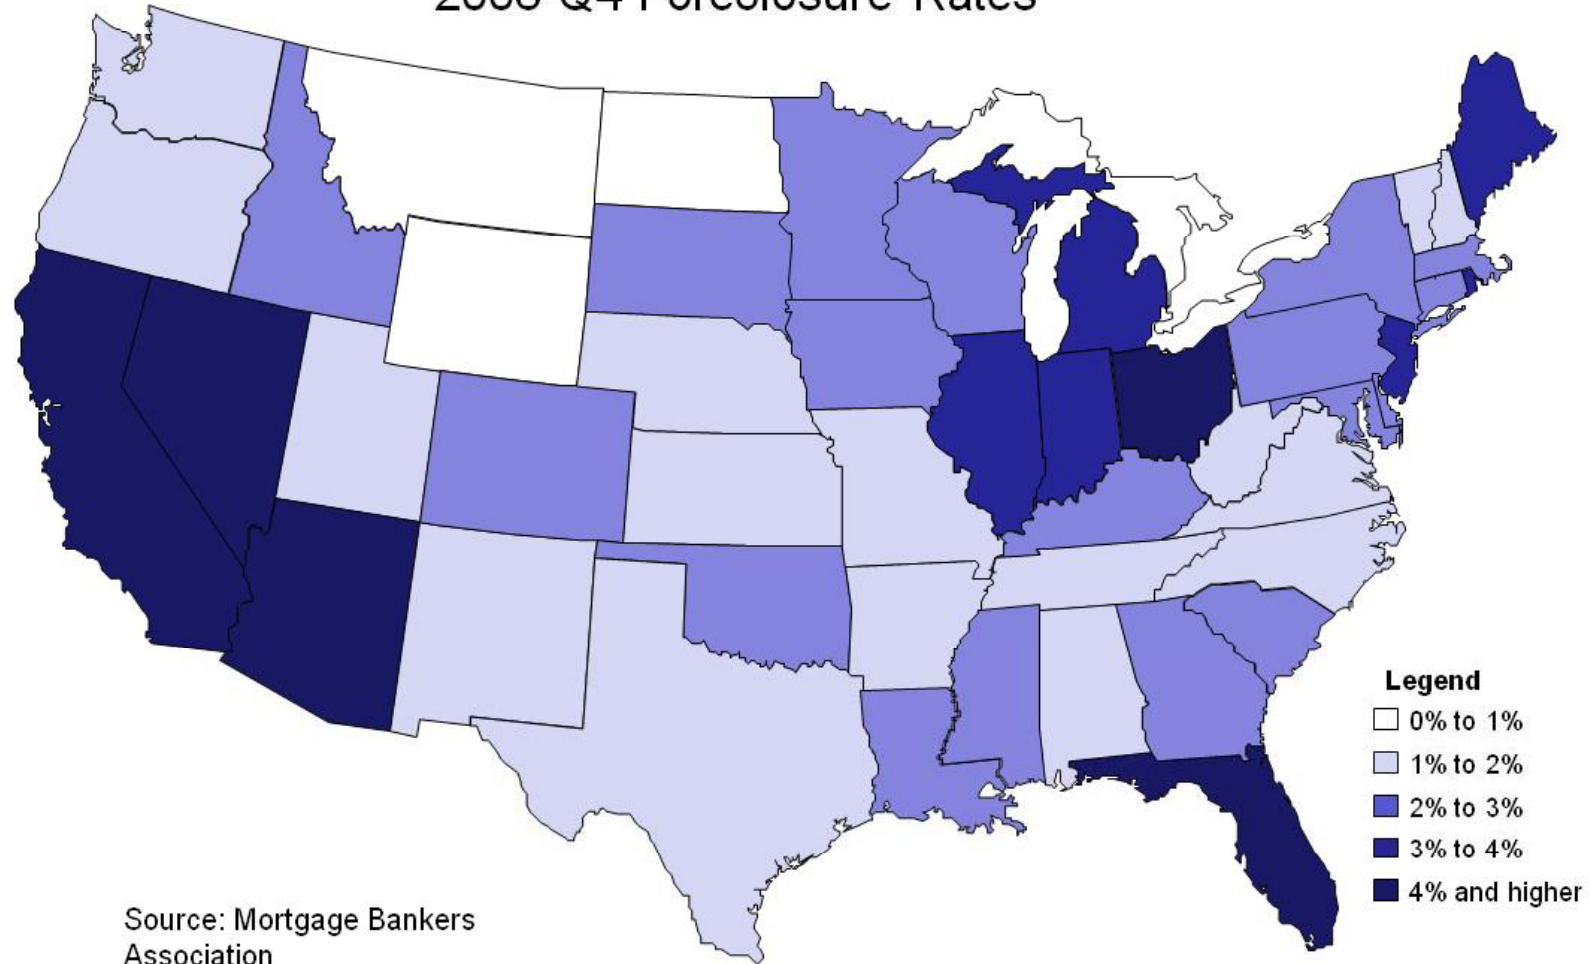 Q4 Foreclosure Rates
Legend
0% to 1%
1% to 2%
2% to 3%
3% to 4%
4% and higher
Source: Mortgage Bankers
Association